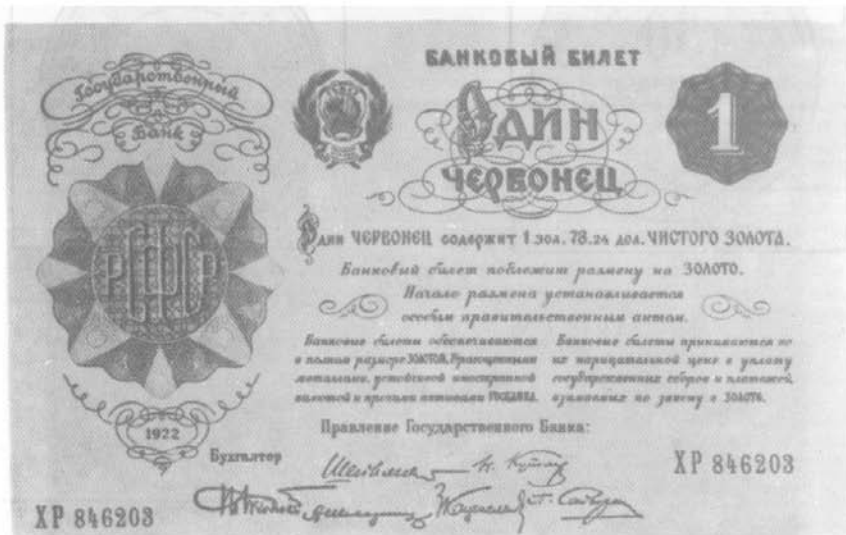 Государственный
Банк
РСФСР
1922
БАНКОВЫЙ БИЛЕТ
ОДИН
ЧЕРВОНЕЦ
1
Один ЧЕРВОНЕЦ содержит 1 зол. 78.24 дол. ЧИСТОГО ЗОЛОТА.
Банковый билет подлежит размену на ЗОЛОТО.
Начало размена устанавливается
особым правительственным актом.
Банковые билеты обеспечиваются
в полном размере ЗОЛОТОМ, драгоценными
металлами, устойчивой иностранной
валютой и прочими активами ГОСБАНКА.
Банковые билеты принимаются по
их нарицательной цене в уплату
государственных сборов и платежей,
взимаемых по закону в ЗОЛОТЕ.
Правление Государственного Банка:
Бухгалтер
ХР 846203
ХР 846203